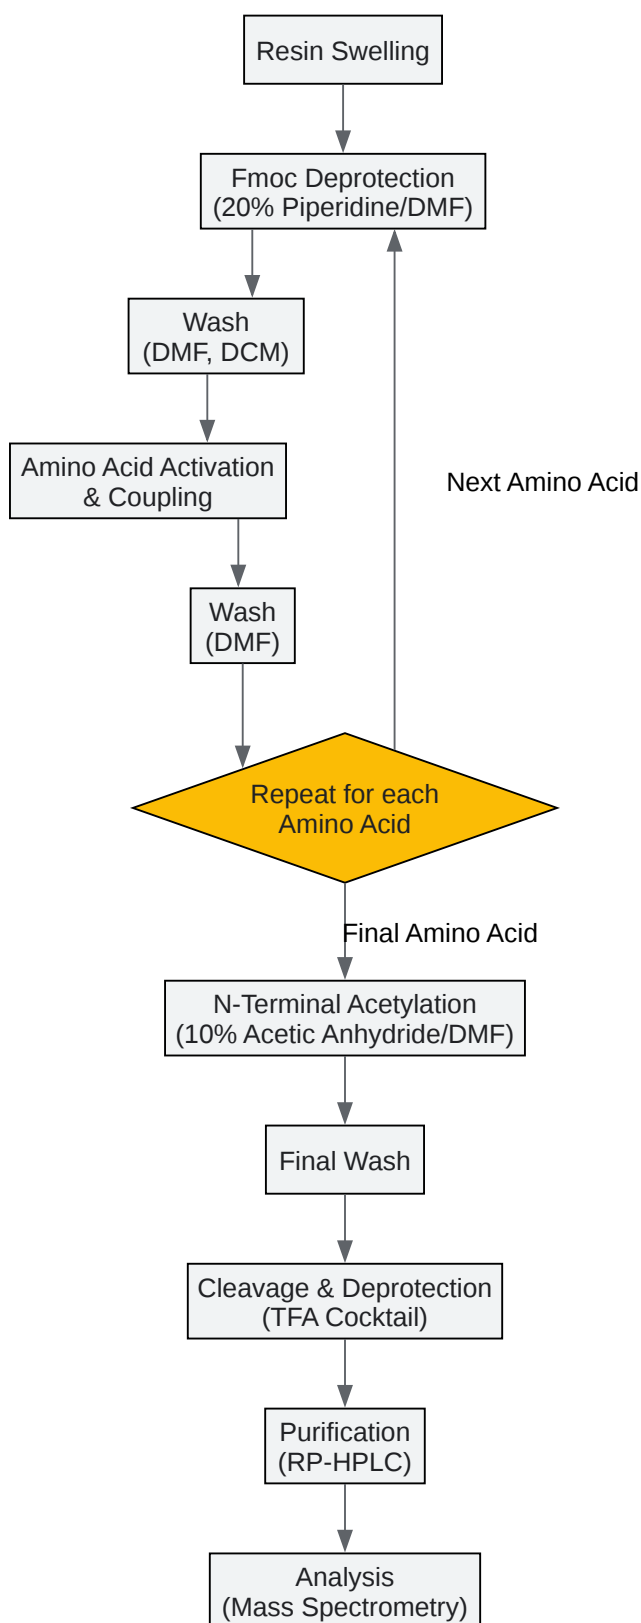 Resin Swelling
Fmoc Deprotection
(20% Piperidine/DMF)
Wash
(DMF, DCM)
Amino Acid Activation
& Coupling
Next Amino Acid
Wash
(DMF)
Repeat for each
Amino Acid
Final Amino Acid
N-Terminal Acetylation
(10% Acetic Anhydride/DMF)
Final Wash
Cleavage & Deprotection
(TFA Cocktail)
Purification
(RP-HPLC)
Analysis
(Mass Spectrometry)